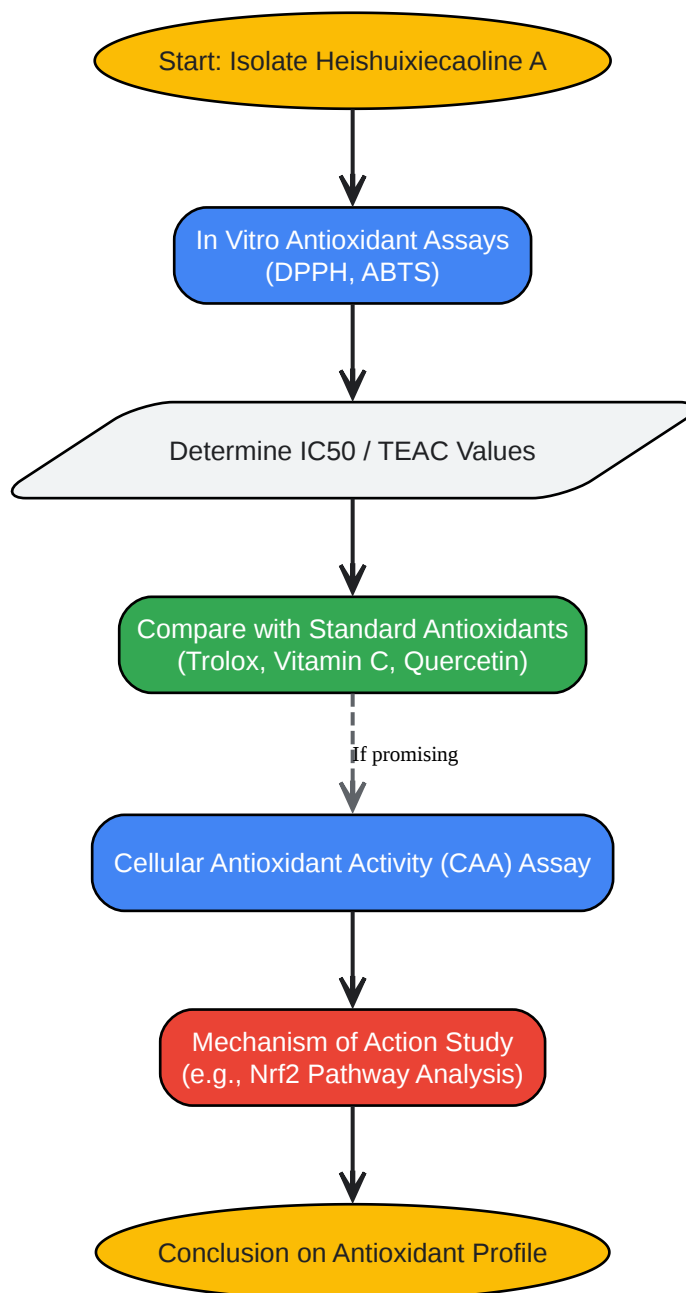 Start: Isolate Heishuixiecaoline A
In Vitro Antioxidant Assays
(DPPH, ABTS)
Determine IC50 / TEAC Values
Compare with Standard Antioxidants
(Trolox, Vitamin C, Quercetin)
If promising
Cellular Antioxidant Activity (CAA) Assay
Mechanism of Action Study
(e.g., Nrf2 Pathway Analysis)
Conclusion on Antioxidant Profile